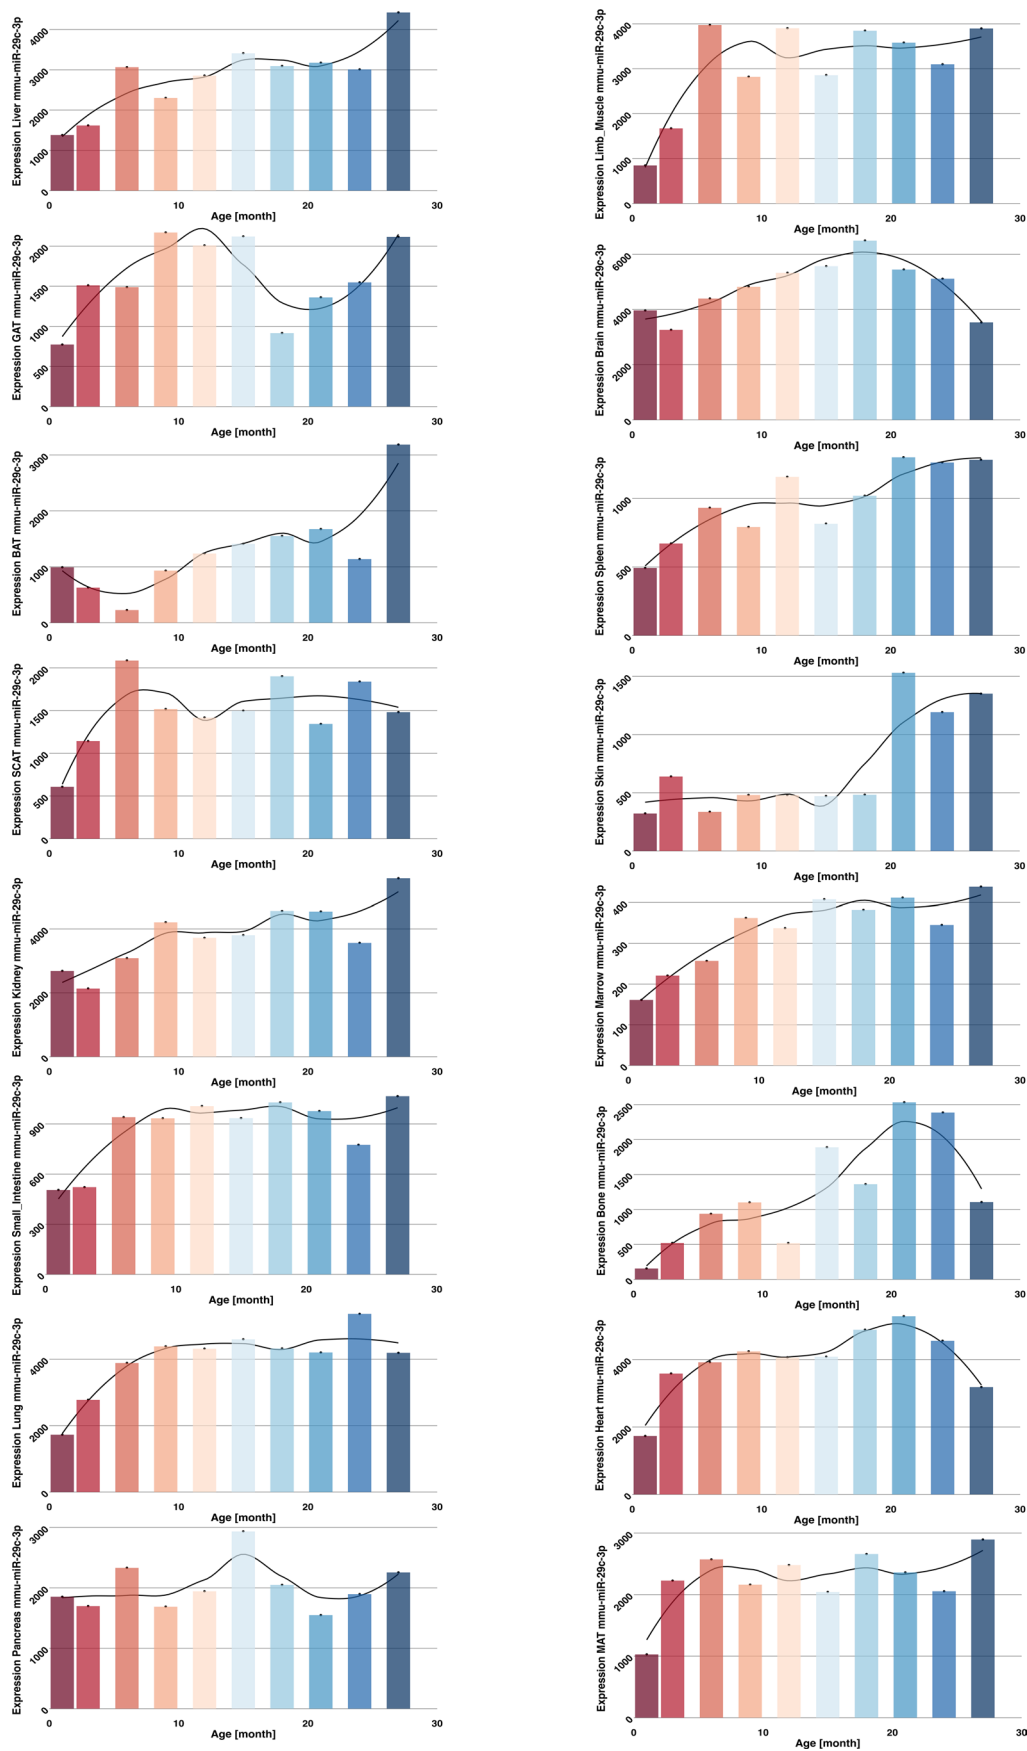 Expression Liver mmu-miR-29c-3p
4000
3000
2000
1000
0
0 10 20 30
Age [month]
Expression Limb_Muscle mmu-miR-29c-3p
4000
3000
2000
1000
0
0 10 20 30
Age [month]
Expression GAT mmu-miR-29c-3p
2000
1500
1000
500
0
0 10 20 30
Age [month]
Expression Brain mmu-miR-29c-3p
6000
4000
2000
0
0 10 20 30
Age [month]
Expression BAT mmu-miR-29c-3p
3000
2000
1000
0
0 10 20 30
Age [month]
Expression Spleen mmu-miR-29c-3p
1000
500
0
0 10 20 30
Age [month]
Expression SCAT mmu-miR-29c-3p
2000
1500
1000
500
0
0 10 20 30
Age [month]
Expression Skin mmu-miR-29c-3p
1500
1000
500
0
0 10 20 30
Age [month]
Expression Kidney mmu-miR-29c-3p
4000
2000
0
0 10 20 30
Age [month]
Expression Marrow mmu-miR-29c-3p
400
300
200
100
0
0 10 20 30
Age [month]
Expression Small_Intestine mmu-miR-29c-3p
900
600
300
0
0 10 20 30
Age [month]
Expression Bone mmu-miR-29c-3p
2500
2000
1500
1000
500
0
0 10 20 30
Age [month]
Expression Lung mmu-miR-29c-3p
4000
2000
0
0 10 20 30
Age [month]
Expression Heart mmu-miR-29c-3p
4000
2000
0
0 10 20 30
Age [month]
Expression Pancreas mmu-miR-29c-3p
3000
2000
1000
0
0 10 20 30
Age [month]
Expression MAT mmu-miR-29c-3p
3000
2000
1000
0
0 10 20 30
Age [month]